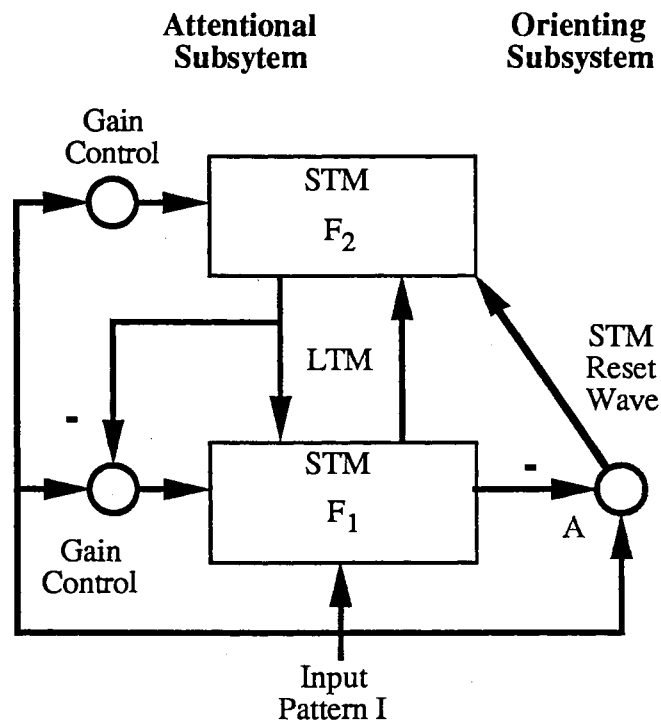 Attentional
Subsytem
Orienting
Subsystem
Gain
Control
STM
F2
LTM
STM
Reset
Wave
-
STM
F1
-
A
Gain
Control
Input
Pattern I